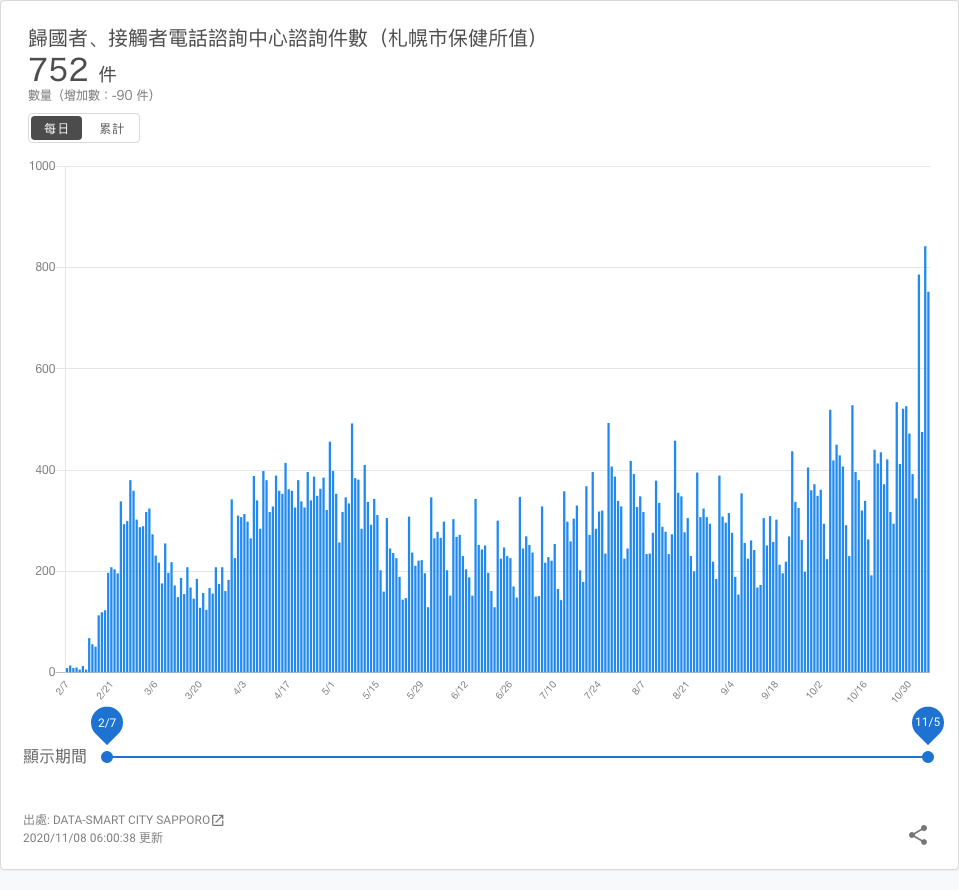 歸國者、接觸者電話諮詢中心諮詢件數（札幌市保健所值）
752 件
數量（增加數：-90 件）
每日 累計
1000
800
600
400
200
0
2/7 2/21 3/6 3/20 4/3 4/17 5/1 5/15 5/29 6/12 6/26 7/10 7/24 8/7 8/21 9/4 9/18 10/2 10/16 10/30
2/7 11/5
顯示期間
出處: DATA-SMART CITY SAPPORO
2020/11/08 06:00:38 更新